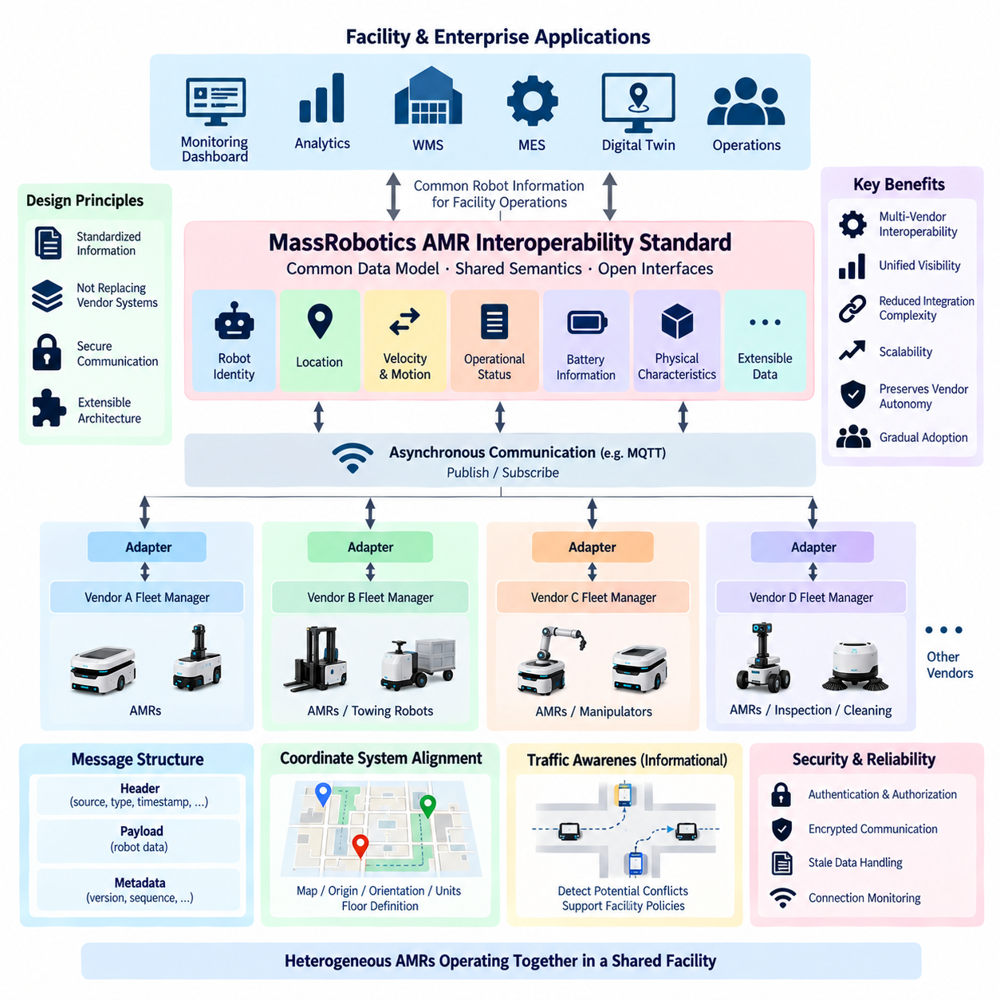 Facility & Enterprise Applications
Monitoring
Dashboard
Analytics
WMS
MES
Digital Twin
Operations
Common Robot Information
for Facility Operations
Design Principles
Standardized
Information
Not Replacing
Vendor Systems
Secure
Communication
Extensible
Architecture
MassRobotics AMR Interoperability Standard
Common Data Model · Shared Semantics · Open Interfaces
Robot
Identity
Location
Velocity
& Motion
Operational
Status
Battery
Information
Physical
Characteristics
Extensible
Data
Key Benefits
Multi-Vendor
Interoperability
Unified Visibility
Reduced Integration
Complexity
Scalability
Preserves Vendor
Autonomy
Gradual Adoption
Asynchronous Communication (e.g. MQTT)
Publish / Subscribe
Adapter
Vendor A Fleet Manager
AMRs
Adapter
Vendor B Fleet Manager
AMRs / Towing Robots
Adapter
Vendor C Fleet Manager
AMRs / Manipulators
Adapter
Vendor D Fleet Manager
AMRs / Inspection / Cleaning
Other
Vendors
Message Structure
Header
(source, type, timestamp, ...)
Payload
(robot data)
Metadata
(version, sequence, ...)
Coordinate System Alignment
Map / Origin / Orientation / Units
Floor Definition
Traffic Awarenes (Informational)
Detect Potential Conflicts
Support Facility Policies
Security & Reliability
Authentication & Authorization
Encrypted Communication
Stale Data Handling
Connection Monitoring
Heterogeneous AMRs Operating Together in a Shared Facility